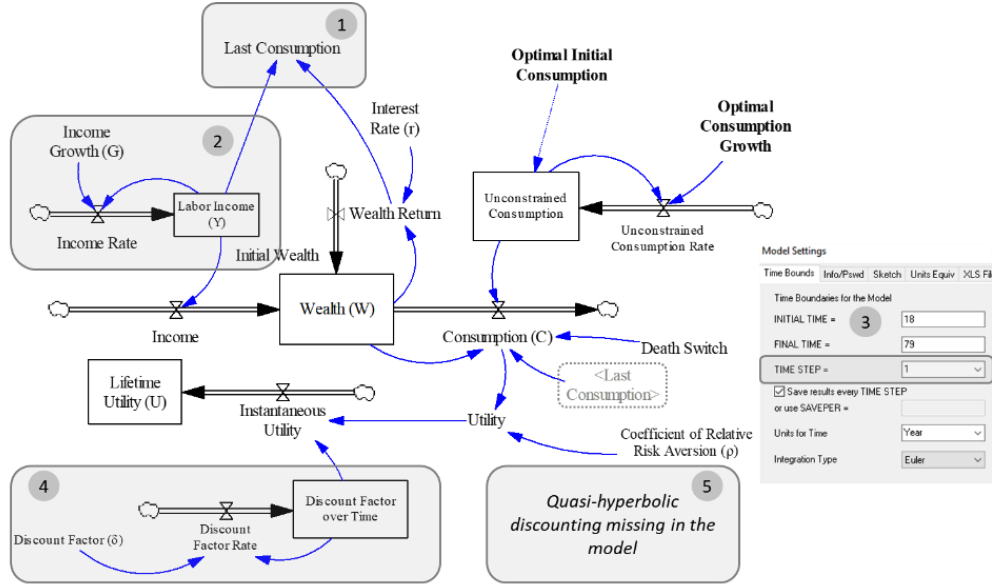 1
Last Consumption
Optimal Initial
Consumption
Interest
Rate (r)
Optimal
Consumption
Growth
2
Income
Growth (G)
Labor Income
(Y)
Income Rate
Wealth Return
Unconstrained
Consumption
Unconstrained
Consumption Rate
Initial Wealth
Wealth (W)
Income
Consumption (C)
Death Switch
<Last
Consumption>
Lifetime
Utility (U)
Instantaneous
Utility
Utility
Coefficient of Relative
Risk Aversion (ρ)
Model Settings
Time Bounds Info/Pswd Sketch Units Equiv XLS Fil
Time Boundaries for the Model
3
INITIAL TIME = 18
FINAL TIME = 79
TIME STEP = 1
Save results every TIME STEP
or use SAVEPER =
Units for Time Year
Integration Type Euler
4
Discount Factor
over Time
Discount
Factor Rate
Discount Factor (δ)
5
Quasi-hyperbolic
discounting missing in the
model